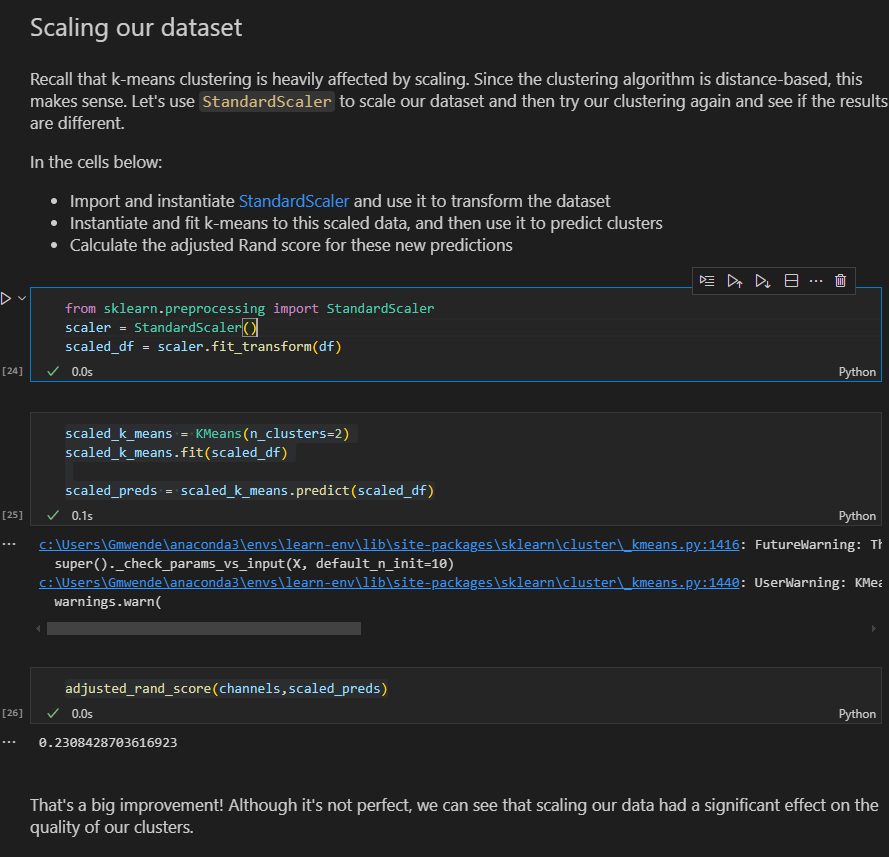 Scaling our dataset
Recall that k-means clustering is heavily affected by scaling. Since the clustering algorithm is distance-based, this
makes sense. Let's use StandardScaler to scale our dataset and then try our clustering again and see if the results
are different.
In the cells below:
• Import and instantiate StandardScaler and use it to transform the dataset
• Instantiate and fit k-means to this scaled data, and then use it to predict clusters
• Calculate the adjusted Rand score for these new predictions
from sklearn.preprocessing import StandardScaler
scaler = StandardScaler()
scaled_df = scaler.fit_transform(df)
[24] 0.0s Python
scaled_k_means = KMeans(n_clusters=2)
scaled_k_means.fit(scaled_df)
scaled_preds = scaled_k_means.predict(scaled_df)
[25] 0.1s Python
c:\Users\Gmwende\anaconda3\envs\learn-env\lib\site-packages\sklearn\cluster\_kmeans.py:1416: FutureWarning: Th
super()._check_params_vs_input(X, default_n_init=10)
c:\Users\Gmwende\anaconda3\envs\learn-env\lib\site-packages\sklearn\cluster\_kmeans.py:1440: UserWarning: KMea
warnings.warn(
adjusted_rand_score(channels,scaled_preds)
[26] 0.0s Python
0.2308428703616923
That's a big improvement! Although it's not perfect, we can see that scaling our data had a significant effect on the
quality of our clusters.